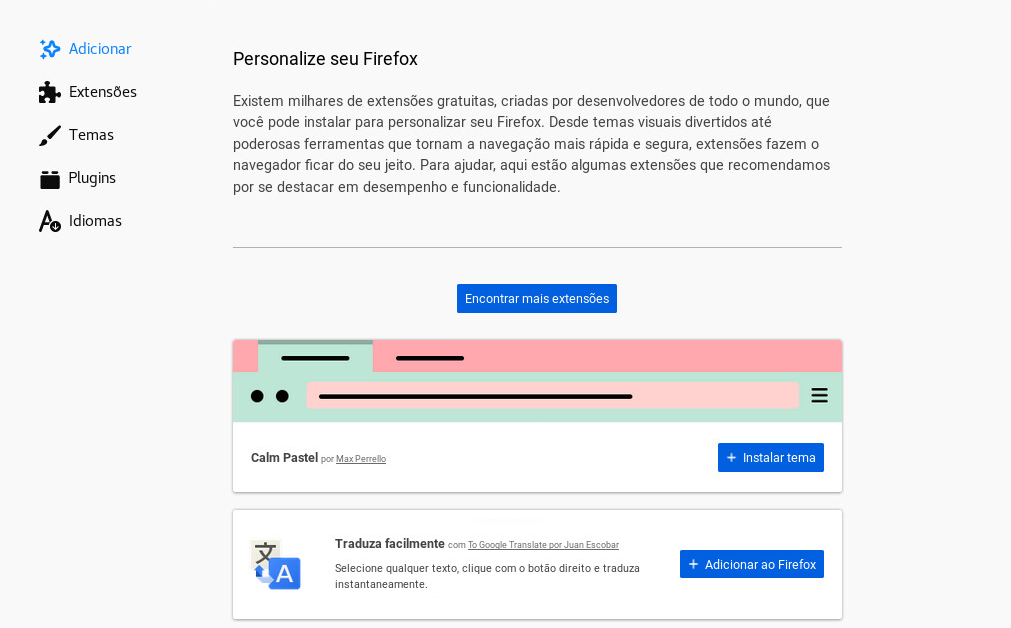 Adicionar
Extensões
Temas
Plugins
Idiomas
Personalize seu Firefox
Existem milhares de extensões gratuitas, criadas por desenvolvedores de todo o mundo, que
você pode instalar para personalizar seu Firefox. Desde temas visuais divertidos até
poderosas ferramentas que tornam a navegação mais rápida e segura, extensões fazem o
navegador ficar do seu jeito. Para ajudar, aqui estão algumas extensões que recomendamos
por se destacar em desempenho e funcionalidade.
Encontrar mais extensões
Calm Pastel por Max Perrello
+ Instalar tema
文
A
Traduza facilmente com To Google Translate por Juan Escobar
Selecione qualquer texto, clique com o botão direito e traduza
instantaneamente.
+ Adicionar ao Firefox